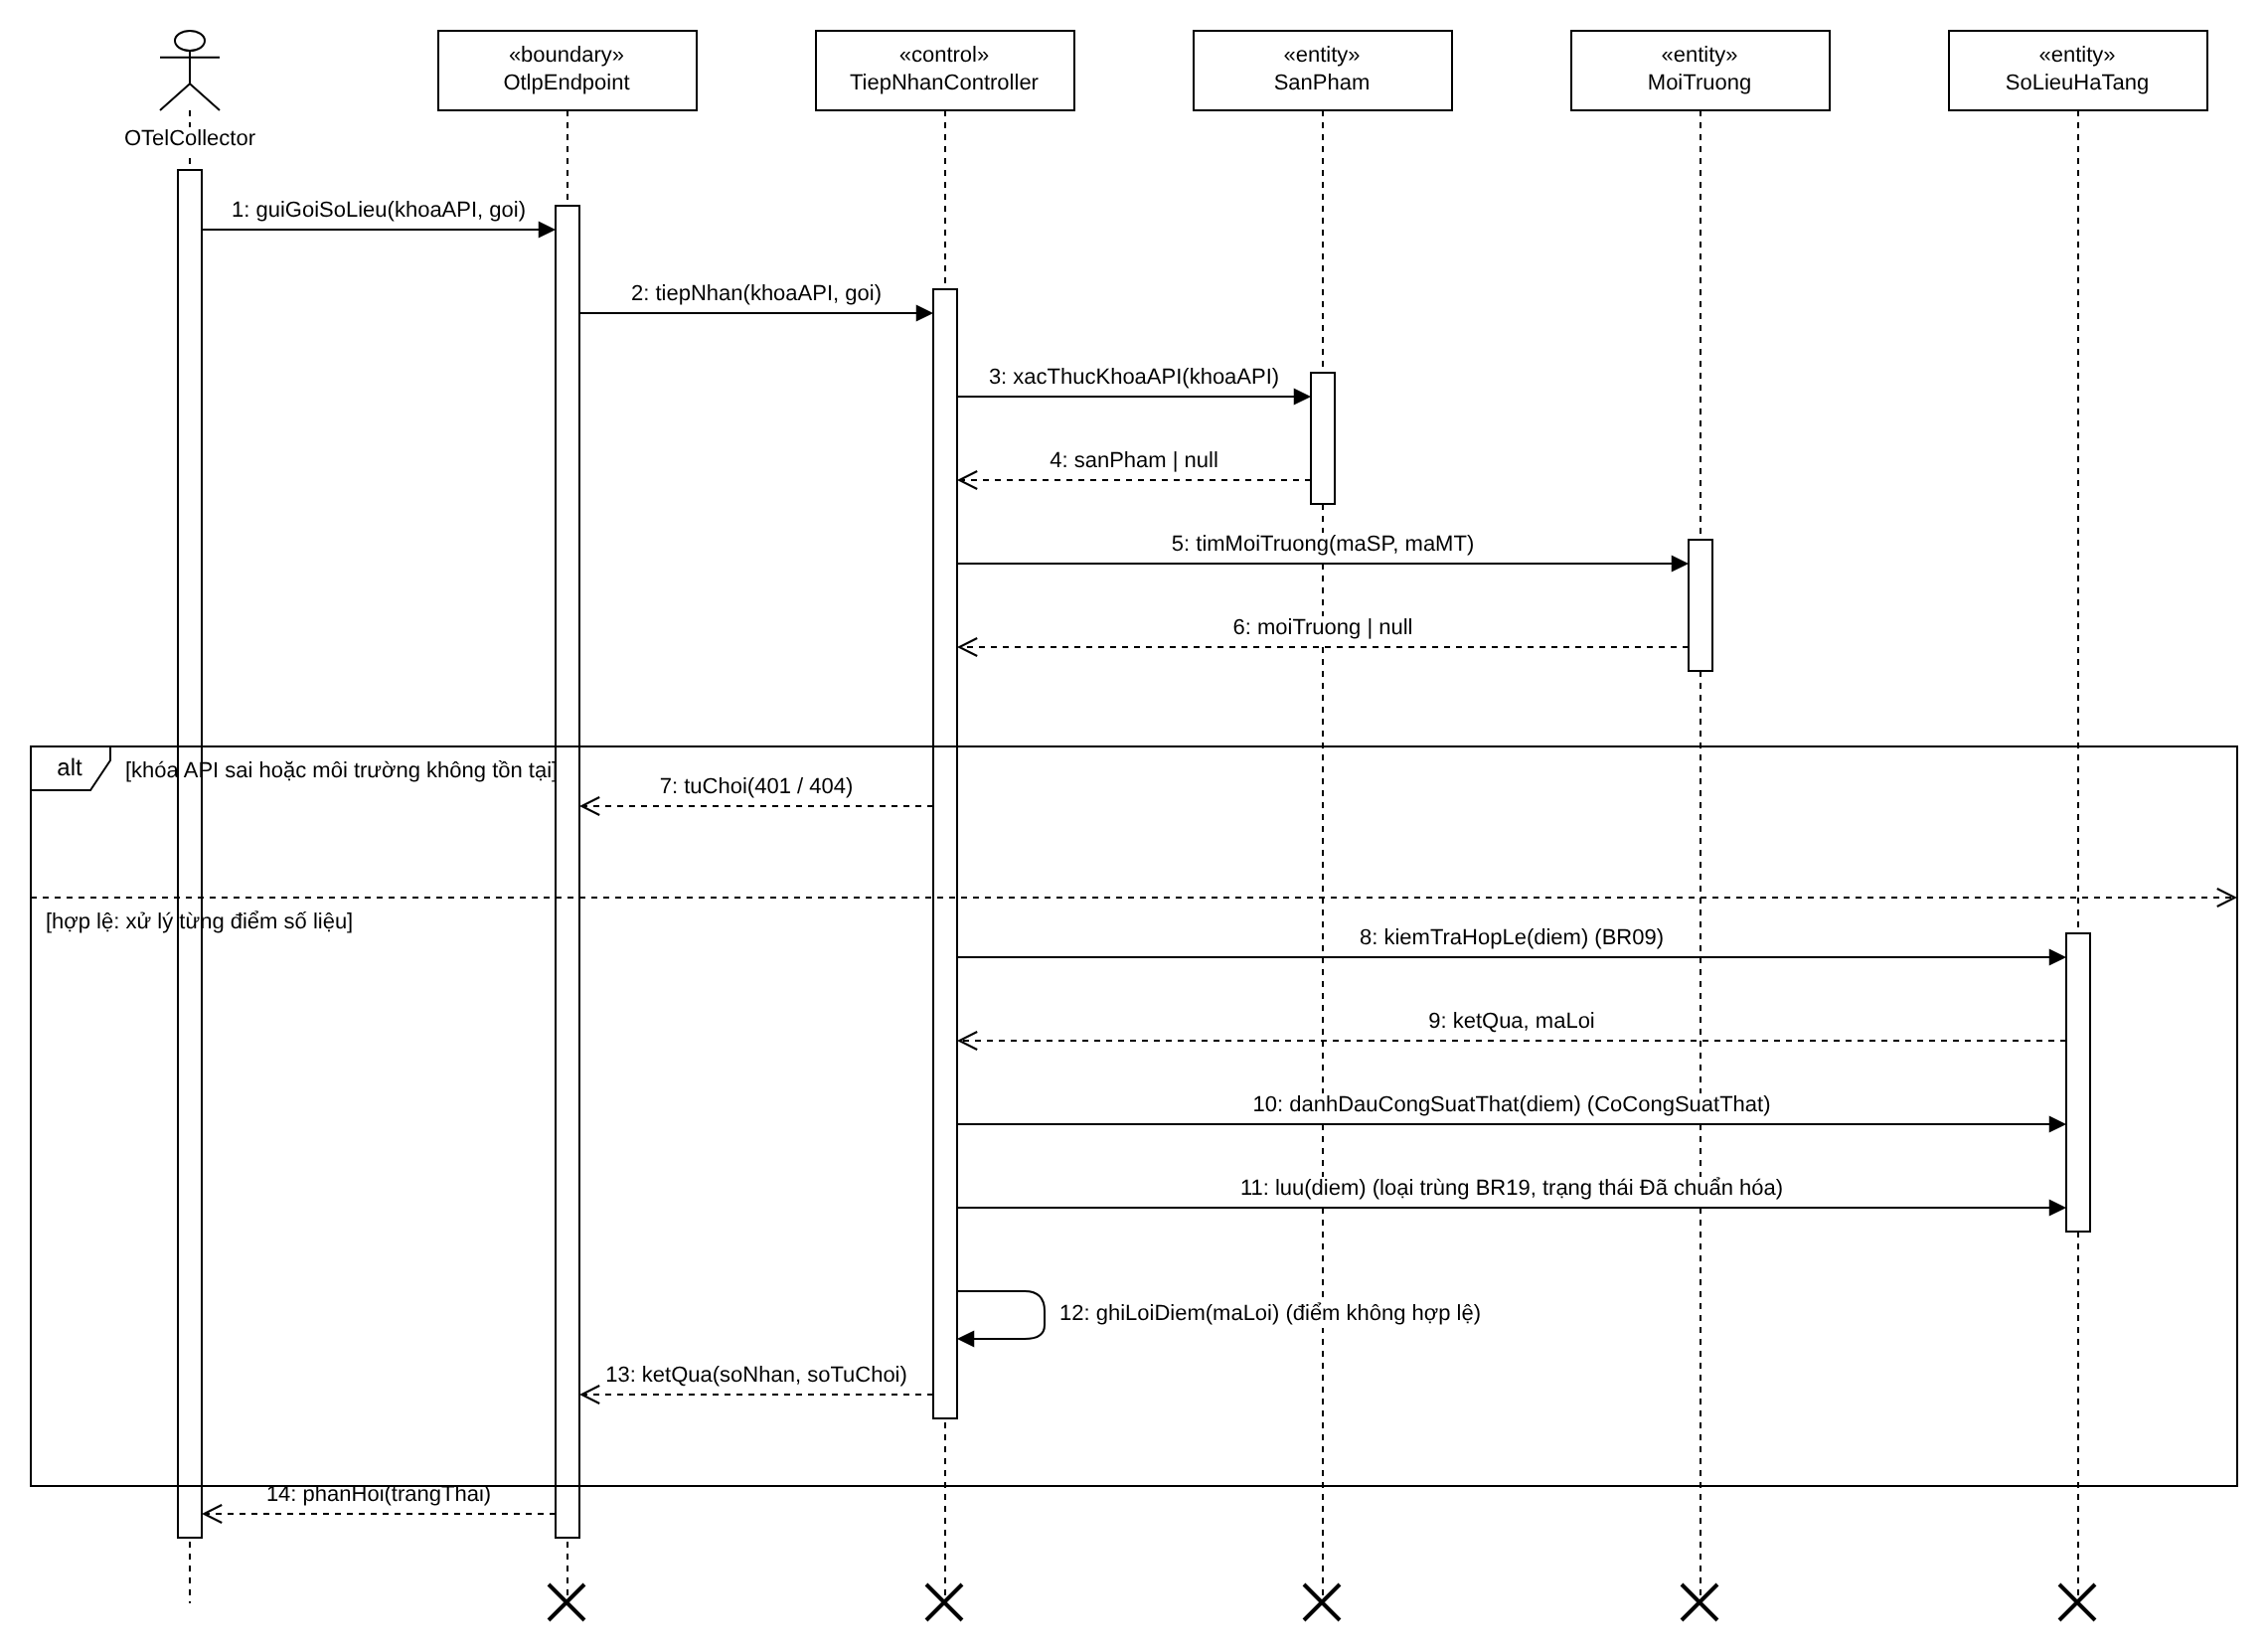 «boundary»
OtlpEndpoint
«control»
TiepNhanController
«entity»
SanPham
«entity»
MoiTruong
«entity»
SoLieuHaTang
OTelCollector
1: guiGoiSoLieu(khoaAPI, goi)
2: tiepNhan(khoaAPI, goi)
3: xacThucKhoaAPI(khoaAPI)
4: sanPham | null
5: timMoiTruong(maSP, maMT)
6: moiTruong | null
alt
[khóa API sai hoặc môi trường không tồn tại]
7: tuChoi(401 / 404)
[hợp lệ: xử lý từng điểm số liệu]
8: kiemTraHopLe(diem) (BR09)
9: ketQua, maLoi
10: danhDauCongSuatThat(diem) (CoCongSuatThat)
11: luu(diem) (loại trùng BR19, trạng thái Đã chuẩn hóa)
12: ghiLoiDiem(maLoi) (điểm không hợp lệ)
13: ketQua(soNhan, soTuChoi)
14: phanHoi(trangThai)